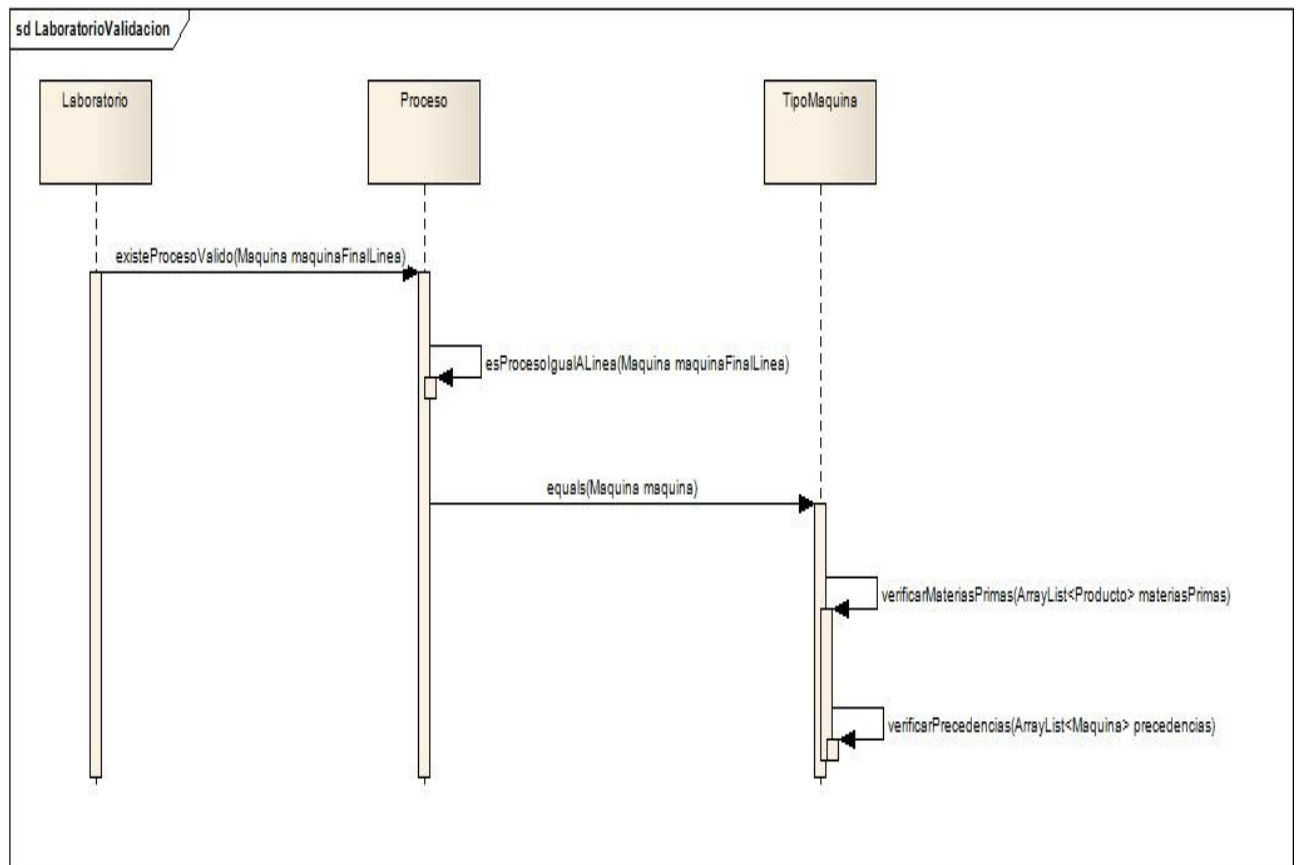 sd LaboratorioValidacion
Laboratorio
Proceso
TipoMaquina
existeProcesoValido(Maquina maquinaFinalLinea)
esProcesoIgualALinea(Maquina maquinaFinalLinea)
equals(Maquina maquina)
verificarMateriasPrimas(ArrayList<Producto> materiasPrimas)
verificarPrecedencias(ArrayList<Maquina> precedencias)